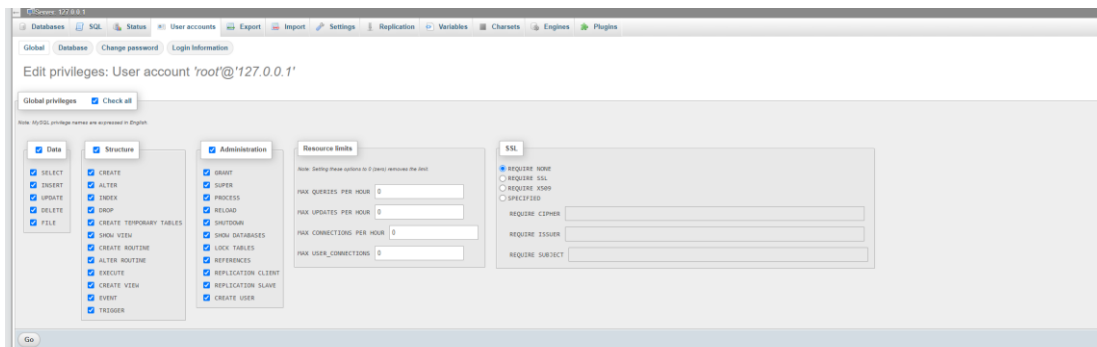 Server: 127.0.0.1
Databases SQL Status User accounts Export Import Settings Replication Variables Charsets Engines Plugins
Global Database Change password Login Information
Edit privileges: User account 'root'@'127.0.0.1'
Global privileges Check all
Note: MySQL privilege names are expressed in English.
Data
SELECT
INSERT
UPDATE
DELETE
FILE
Structure
CREATE
ALTER
INDEX
DROP
CREATE TEMPORARY TABLES
SHOW VIEW
CREATE ROUTINE
ALTER ROUTINE
EXECUTE
CREATE VIEW
EVENT
TRIGGER
Administration
GRANT
SUPER
PROCESS
RELOAD
SHUTDOWN
SHOW DATABASES
LOCK TABLES
REFERENCES
REPLICATION CLIENT
REPLICATION SLAVE
CREATE USER
Resource limits
Note: Setting these options to 0 (zero) removes the limit.
MAX QUERIES PER HOUR 0
MAX UPDATES PER HOUR 0
MAX CONNECTIONS PER HOUR 0
MAX USER_CONNECTIONS 0
SSL
REQUIRE NONE
REQUIRE SSL
REQUIRE X509
SPECIFIED
REQUIRE CIPHER
REQUIRE ISSUER
REQUIRE SUBJECT
Go